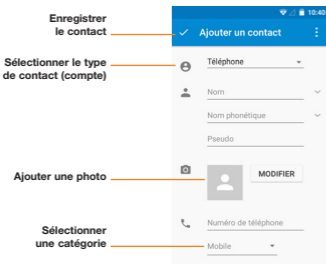 10:40
Enregistrer
le contact
Ajouter un contact
Sélectionner le type
de contact (compte)
Téléphone
Nom
Nom phonétique
Pseudo
Ajouter une photo
MODIFIER
Numéro de téléphone
Sélectionner
une catégorie
Mobile